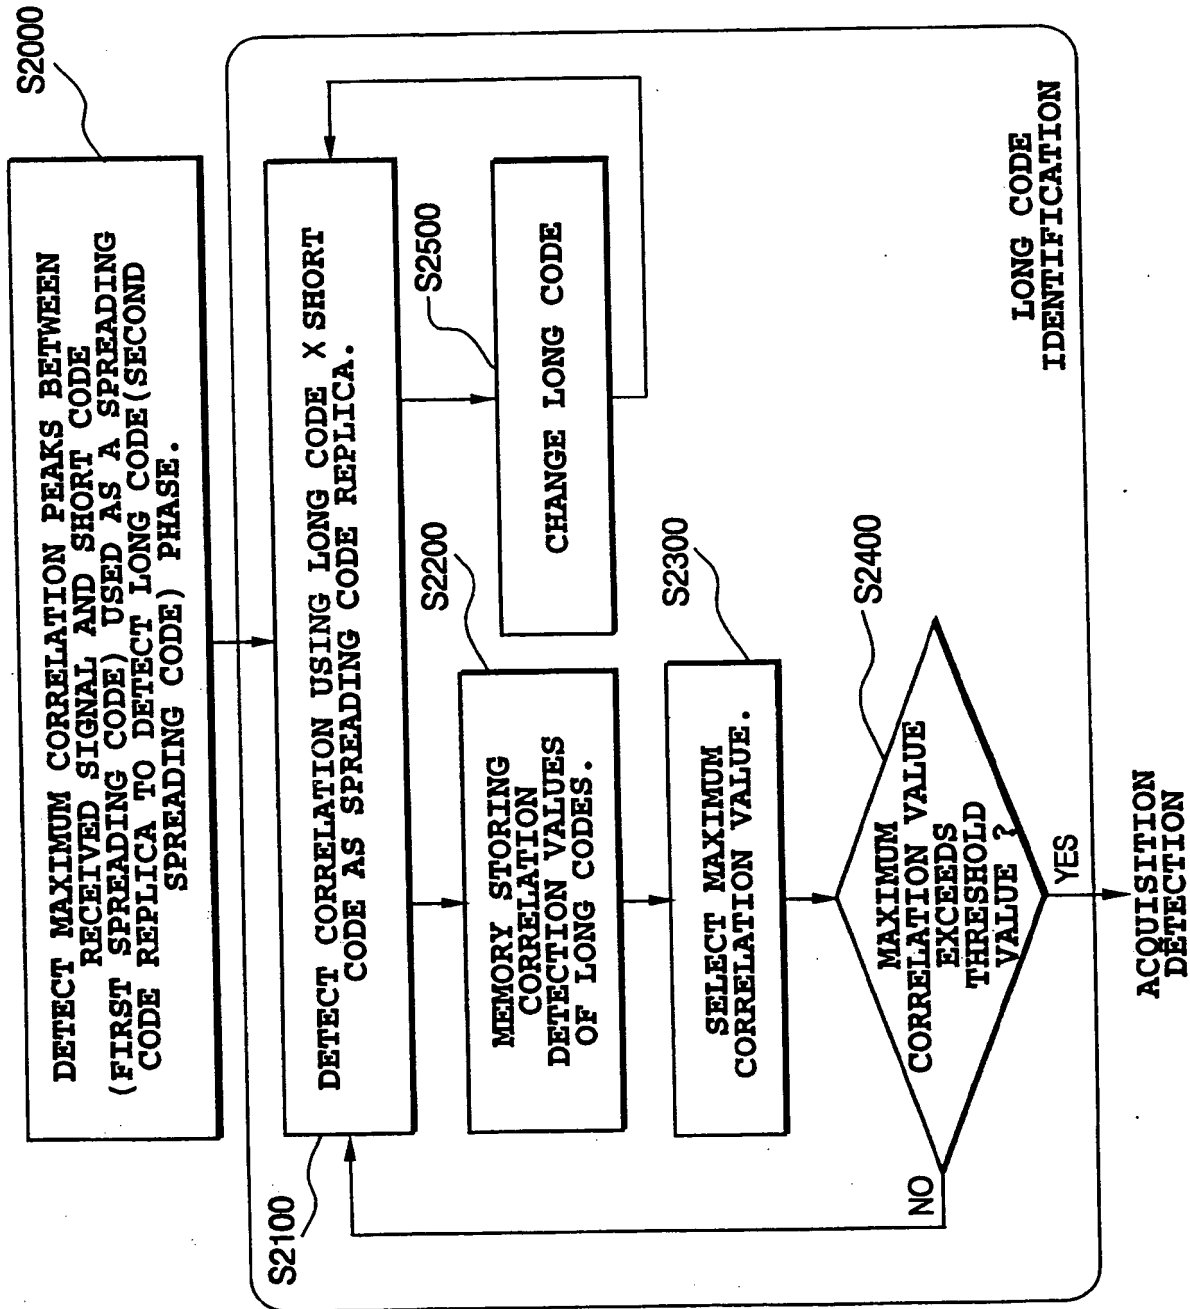 S2000
DETECT MAXIMUM CORRELATION PEAKS BETWEEN
RECEIVED SIGNAL AND SHORT CODE
(FIRST SPREADING CODE) USED AS A SPREADING
CODE REPLICA TO DETECT LONG CODE(SECOND
SPREADING CODE) PHASE.
S2100
DETECT CORRELATION USING LONG CODE X SHORT
CODE AS SPREADING CODE REPLICA.
S2200
MEMORY STORING
CORRELATION
DETECTION VALUES
OF LONG CODES.
S2500
CHANGE LONG CODE
S2300
SELECT MAXIMUM
CORRELATION VALUE.
S2400
MAXIMUM
CORRELATION VALUE
EXCEEDS
THRESHOLD
VALUE ?
NO
YES
LONG CODE
IDENTIFICATION
ACQUISITION
DETECTION